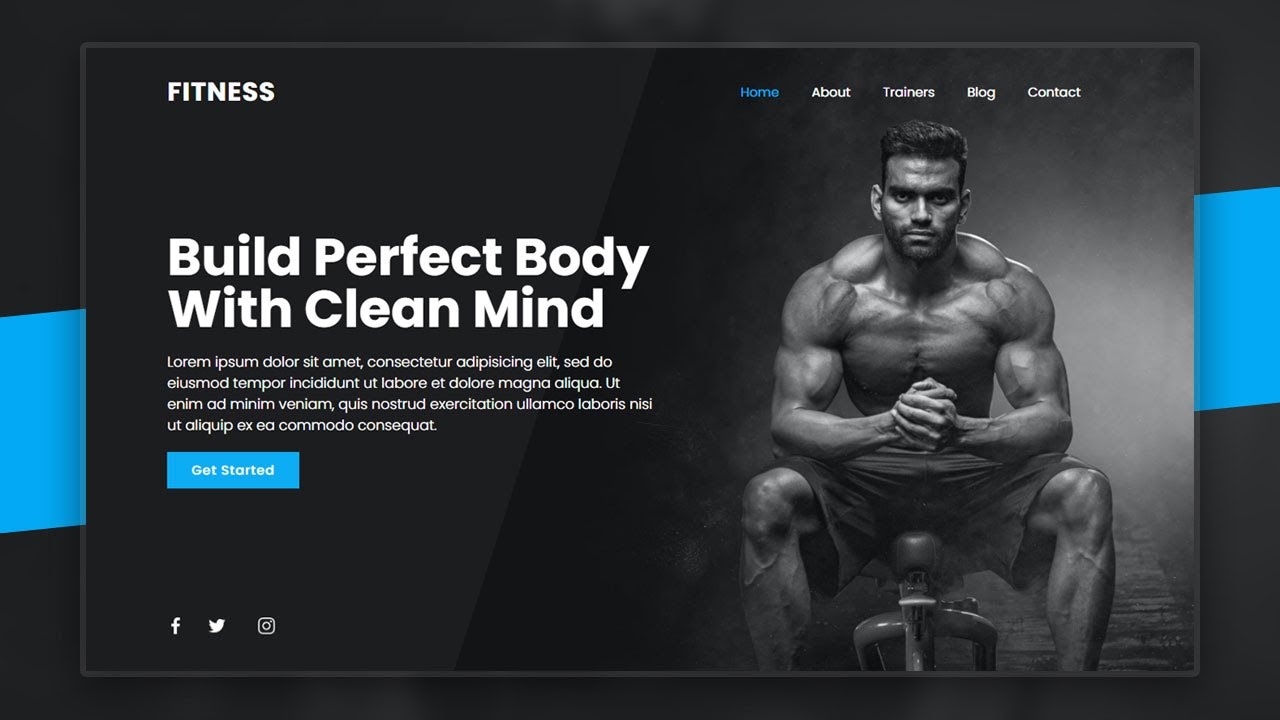 FITNESS
Home About Trainers Blog Contact
Build Perfect Body
With Clean Mind
Lorem ipsum dolor sit amet, consectetur adipisicing elit, sed do
eiusmod tempor incididunt ut labore et dolore magna aliqua. Ut
enim ad minim veniam, quis nostrud exercitation ullamco laboris nisi
ut aliquip ex ea commodo consequat.
Get Started